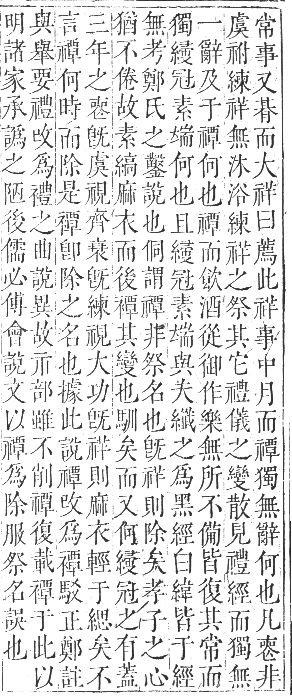 常事又朞而大祥曰薦此祥事中月而禫獨無辭何也凡喪非
虞祔練祥無沐浴練祥之祭其它禮儀之變散見禮經而獨無
一辭及于禫何也禫而飮酒從御作樂無所不備皆復其常而
獨綅冠素端何也且綅冠素端與夫纖之爲黑經白緯皆于經
無考鄭氏之鑿說也侗謂禫非祭名也旣祥則除矣孝子之心
猶不倦故素縞麻衣而後禫其變也馴矣而又何綅冠之有蓋
三年之喪旣虞視齊衰旣練視大功旣祥則麻衣輕于緦矣不
言禫何時而除是禫卽除之名也據此說禫攺爲禫駁正鄭註
與舉要禮攺爲禮之曲說異故示部雖不削禫復載禫于此以
明諸家承譌之陋後儒必傅會說文以禫爲除服祭名誤也